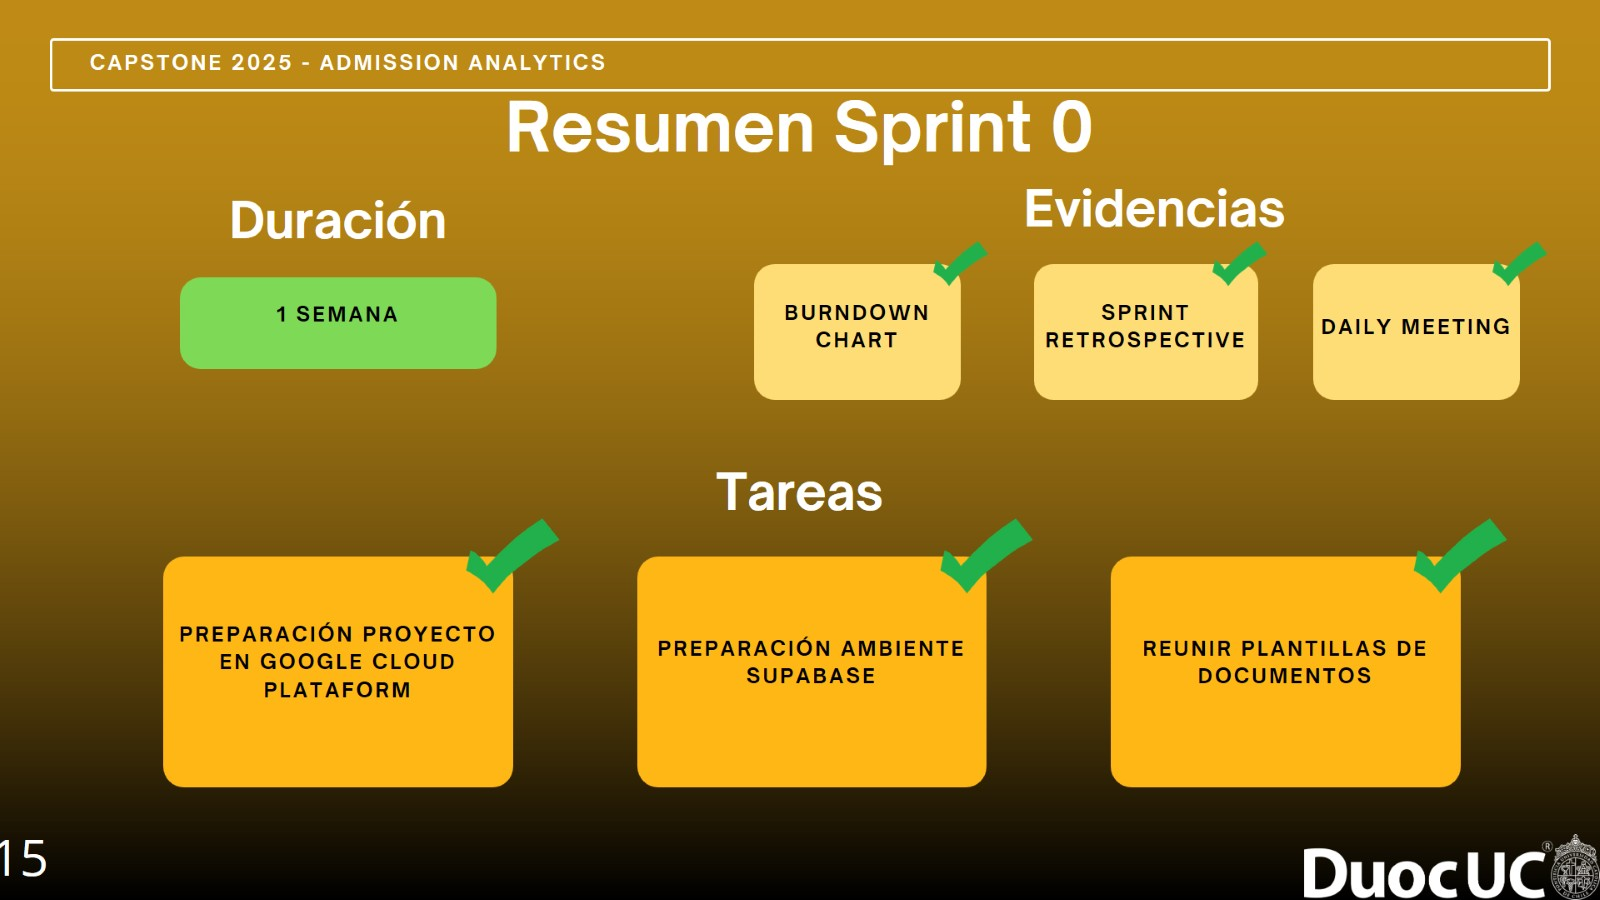 CAPSTONE 2025 - ADMISSION ANALYTICS
Resumen Sprint 0
Duración
1 SEMANA
Evidencias
BURNDOWN
CHART
SPRINT
RETROSPECTIVE
DAILY MEETING
Tareas
PREPARACIÓN PROYECTO
EN GOOGLE CLOUD
PLATAFORM
PREPARACIÓN AMBIENTE
SUPABASE
REUNIR PLANTILLAS DE
DOCUMENTOS
15
DuocUC®